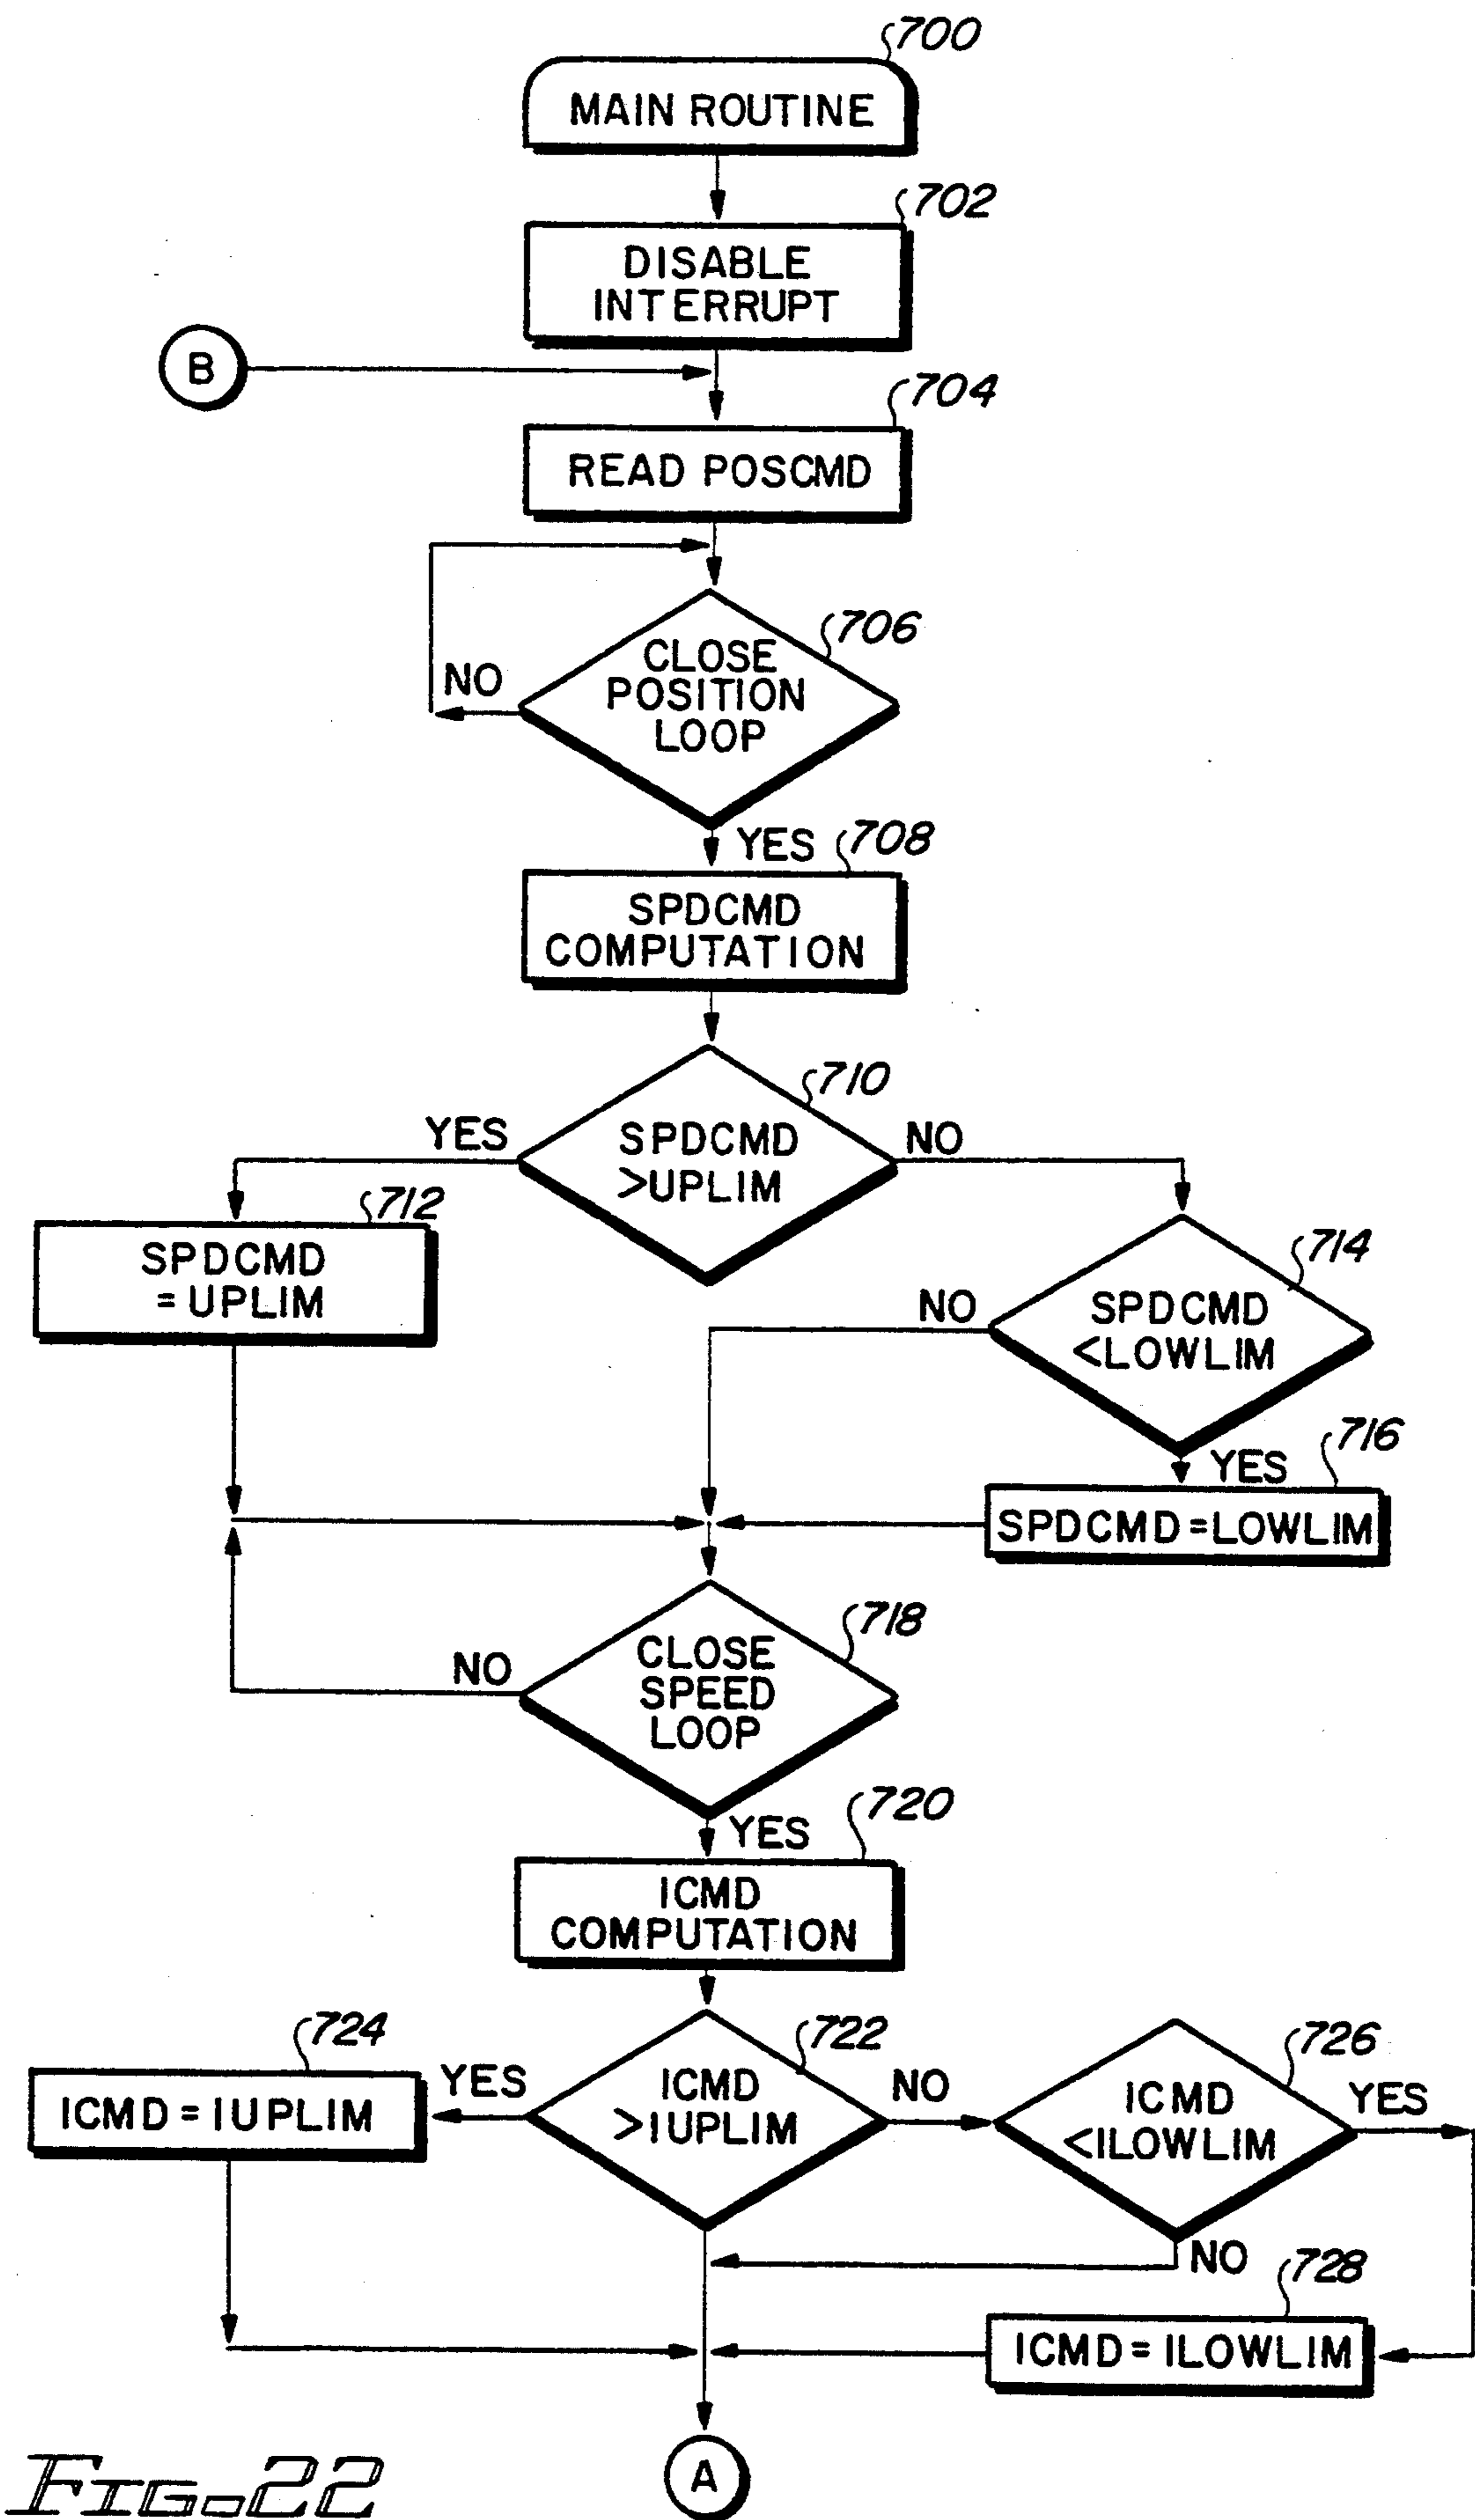 700
MAIN ROUTINE
702
DISABLE
INTERRUPT
B
704
READ POSCMD
706
CLOSE
POSITION
LOOP
NO
YES
708
SPDCMD
COMPUTATION
710
YES
SPDCMD
>UPLIM
NO
712
SPDCMD
= UPLIM
714
NO
SPDCMD
<LOWLIM
716
YES
SPDCMD=LOWLIM
718
CLOSE
SPEED
LOOP
NO
720
YES
ICMD
COMPUTATION
724
722
726
YES
ICMD = IUPLIM
ICMD
>IUPLIM
NO
ICMD
<ILOWLIM
YES
NO
728
ICMD=ILOWLIM
A
FIG-22